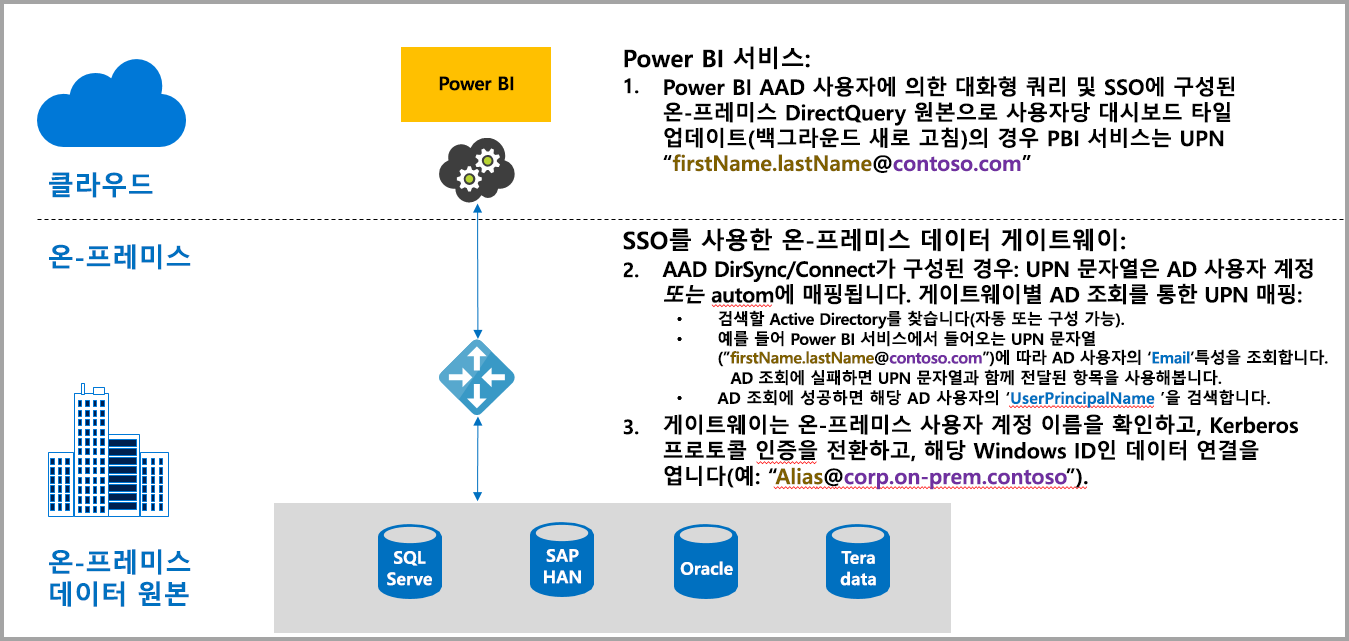 Power BI
클라우드
Power BI 서비스:
1. Power BI AAD 사용자에 의한 대화형 쿼리 및 SSO에 구성된
온-프레미스 DirectQuery 원본으로 사용자당 대시보드 타일
업데이트(백그라운드 새로 고침)의 경우 PBI 서비스는 UPN
“firstName.lastName@contoso.com”
온-프레미스
SSO를 사용한 온-프레미스 데이터 게이트웨이:
2. AAD DirSync/Connect가 구성된 경우: UPN 문자열은 AD 사용자 계정
또는 autom에 매핑됩니다. 게이트웨이별 AD 조회를 통한 UPN 매핑:
• 검색할 Active Directory를 찾습니다(자동 또는 구성 가능).
• 예를 들어 Power BI 서비스에서 들어오는 UPN 문자열
(”firstName.lastName@contoso.com”)에 따라 AD 사용자의 ‘Email’특성을 조회합니다.
AD 조회에 실패하면 UPN 문자열과 함께 전달된 항목을 사용해봅니다.
• AD 조회에 성공하면 해당 AD 사용자의 ‘UserPrincipalName ’을 검색합니다.
3. 게이트웨이는 온-프레미스 사용자 계정 이름을 확인하고, Kerberos
프로토콜 인증을 전환하고, 해당 Windows ID인 데이터 연결을
엽니다(예: “Alias@corp.on-prem.contoso”).
온-프레미스
데이터 원본
SQL
Serve
SAP
HAN
Oracle
Tera
data